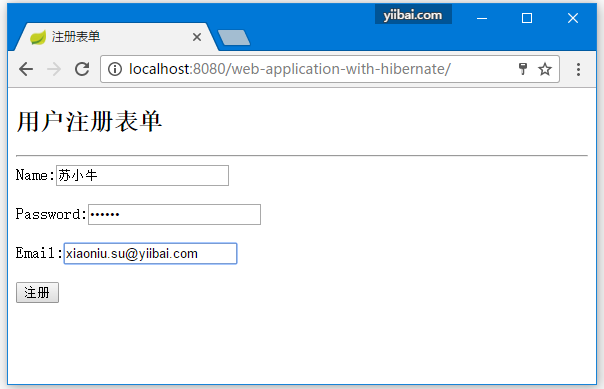 yiibai.com
注册表单
localhost:8080/web-application-with-hibernate/
用户注册表单
Name:苏小牛
Password:••••••
Email:xiaoniu.su@yiibai.com
注册